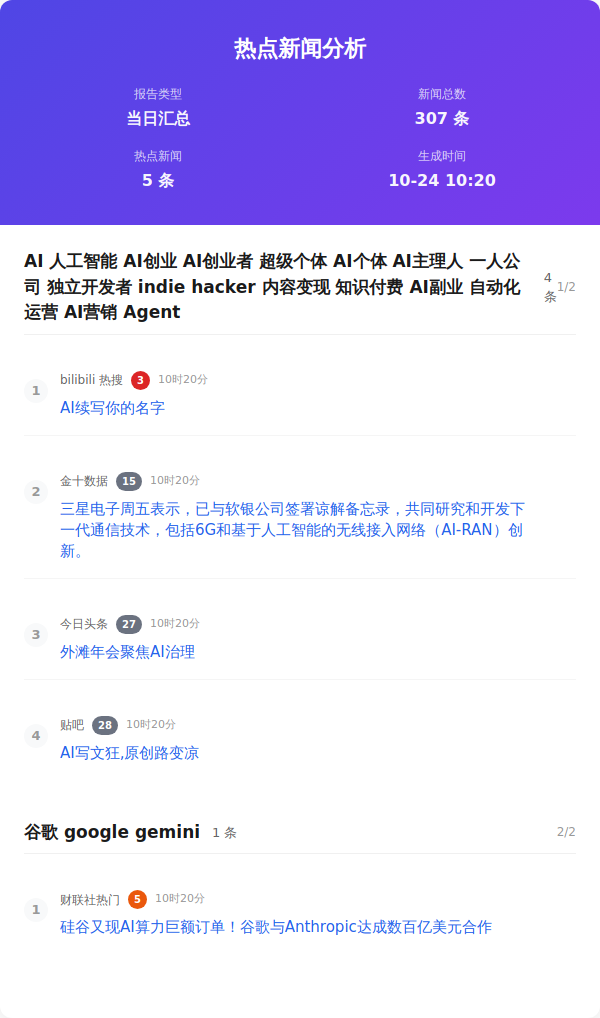 热点新闻分析
报告类型
新闻总数
当日汇总
307 条
热点新闻
生成时间
5 条
10-24 10:20
AI 人工智能 AI创业 AI创业者 超级个体 AI个体 AI主理人 一人公
司 独立开发者 indie hacker 内容变现 知识付费 AI副业 自动化
运营 AI营销 Agent
4
条
1/2
1
bilibili 热搜 3 10时20分
AI续写你的名字
2
金十数据 15 10时20分
三星电子周五表示，已与软银公司签署谅解备忘录，共同研究和开发下
一代通信技术，包括6G和基于人工智能的无线接入网络（AI-RAN）创
新。
3
今日头条 27 10时20分
外滩年会聚焦AI治理
4
贴吧 28 10时20分
AI写文狂,原创路变凉
谷歌 google gemini 1 条 2/2
1
财联社热门 5 10时20分
硅谷又现AI算力巨额订单！谷歌与Anthropic达成数百亿美元合作